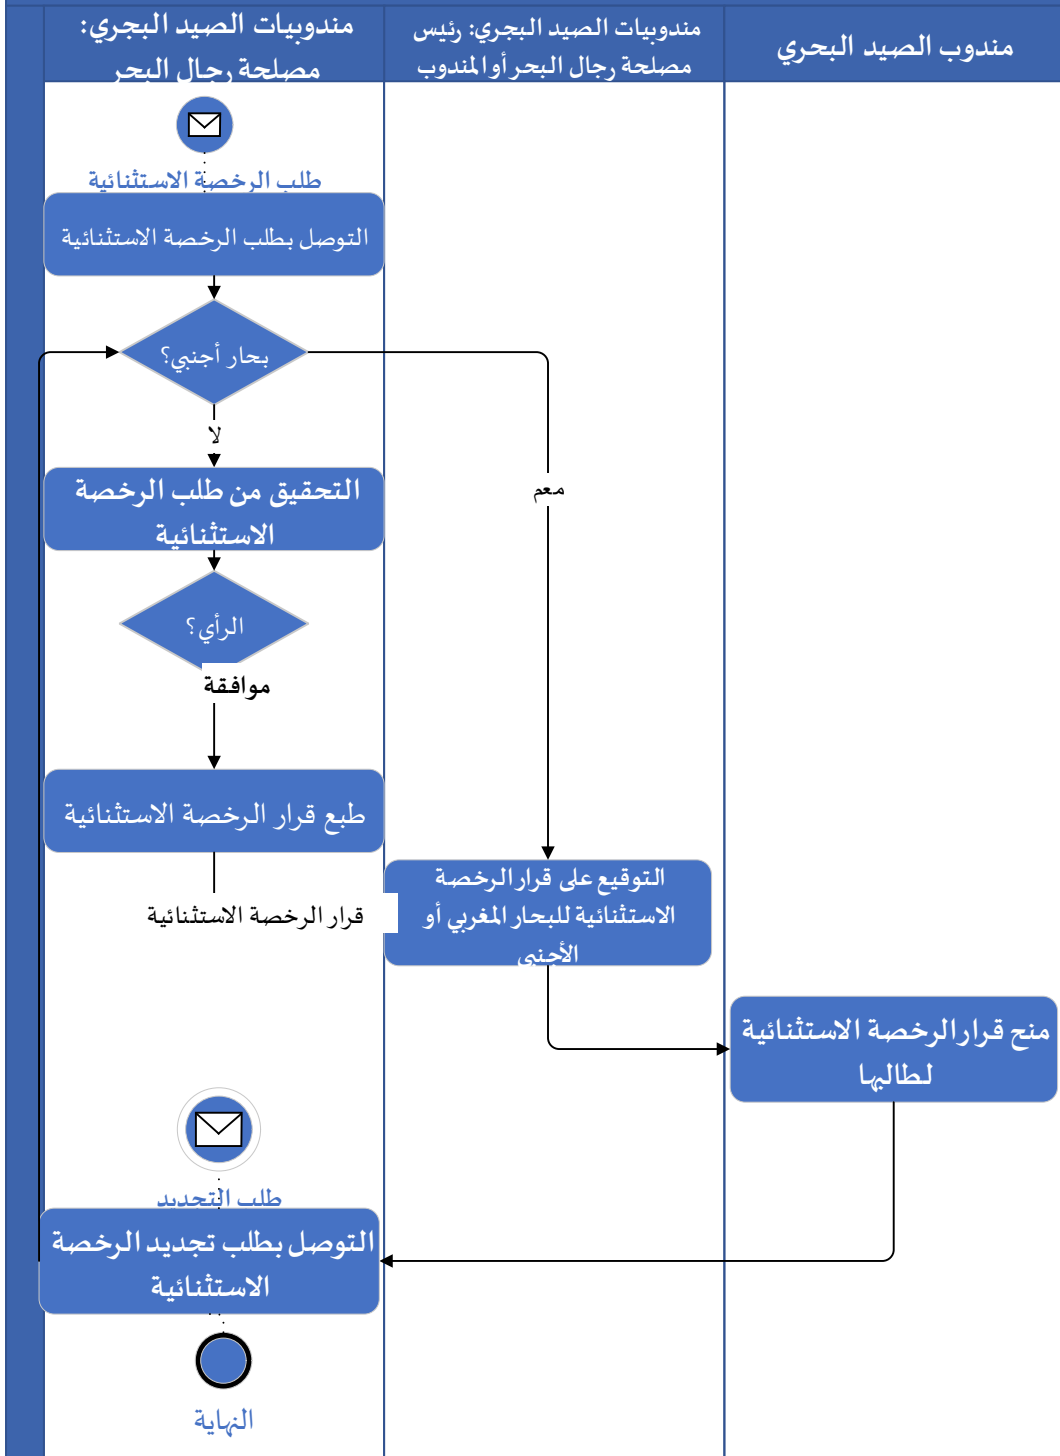 مندوبيات الصيد البجري:
مصلحة رجال البحر
مندوبيات الصيد البجري: رئيس
مصلحة رجال البحر أو المندوب
مندوب الصيد البحري
طلب الرخصة الاستثنائية
التوصل بطلب الرخصة الاستثنائية
بحار أجنبي؟
لا
معم
التحقيق من طلب الرخصة
الاستثنائية
الرأي؟
موافقة
طبع قرار الرخصة الاستثنائية
قرار الرخصة الاستثنائية
التوقيع على قرار الرخصة
الاستثنائية للبحار المغربي أو
الأجنبي
منح قرار الرخصة الاستثنائية
لطالبها
طلب التجديد
التوصل بطلب تجديد الرخصة
الاستثنائية
النهاية